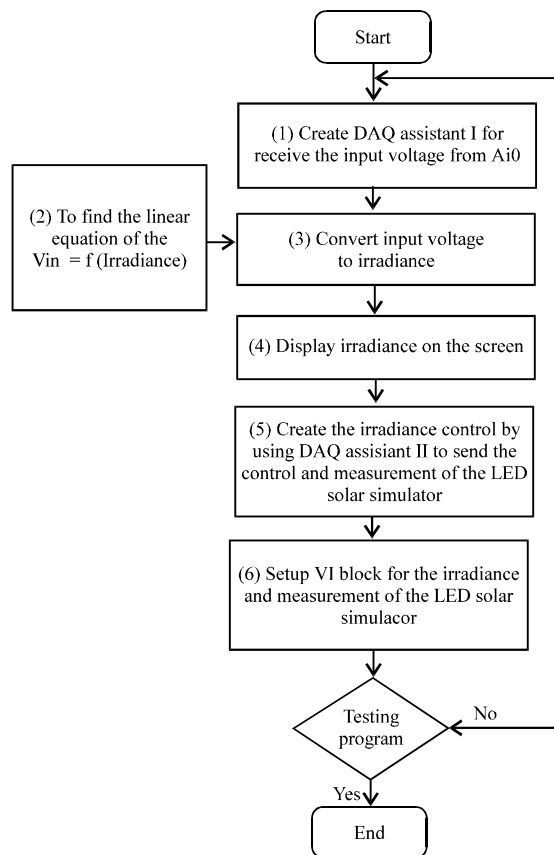 Start
(1) Create DAQ assistant I for
receive the input voltage from Ai0
(2) To find the linear
equation of the
Vin = f (Irradiance)
(3) Convert input voltage
to irradiance
(4) Display irradiance on the screen
(5) Create the irradiance control by
using DAQ assisiant II to send the
control and measurement of the LED
solar simulator
(6) Setup VI block for the irradiance
and measurement of the LED solar
simulacor
Testing
program
No
Yes
End